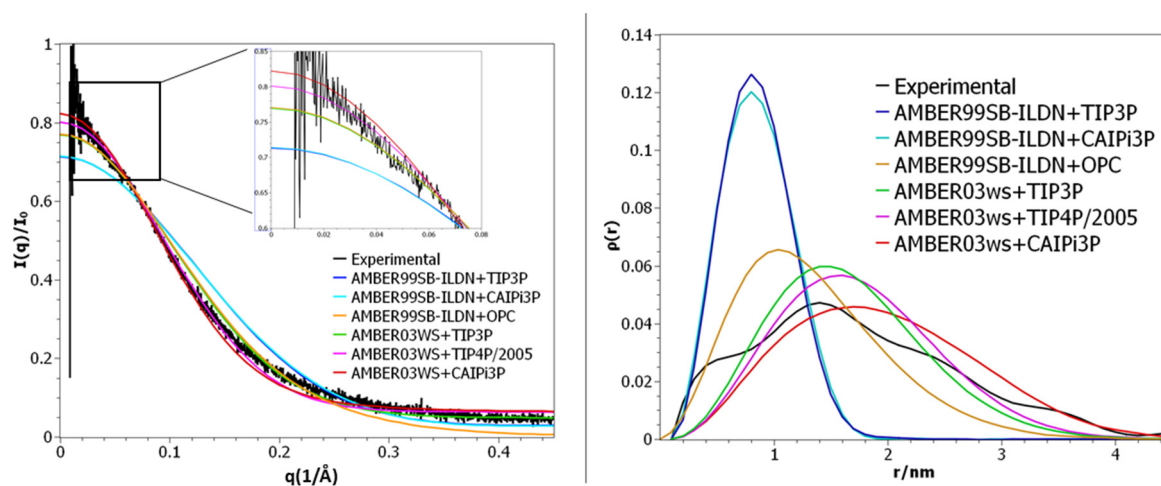 1
0.8
0.6
0.4
0.2
0
I(q)/I₀
0
0.1
0.2
0.3
0.4
q(1/Å)
0.85
0.8
0.75
0.7
0.65
0.6
0
0.02
0.04
0.06
0.08
Experimental
AMBER99SB-ILDN+TIP3P
AMBER99SB-ILDN+CAIPi3P
AMBER99SB-ILDN+OPC
AMBER03WS+TIP3P
AMBER03WS+TIP4P/2005
AMBER03WS+CAIPi3P
0.14
0.12
0.1
0.08
0.06
0.04
0.02
0
ρ(r)
1
2
3
4
r/nm
Experimental
AMBER99SB-ILDN+TIP3P
AMBER99SB-ILDN+CAIPi3P
AMBER99SB-ILDN+OPC
AMBER03ws+TIP3P
AMBER03ws+TIP4P/2005
AMBER03ws+CAIPi3P